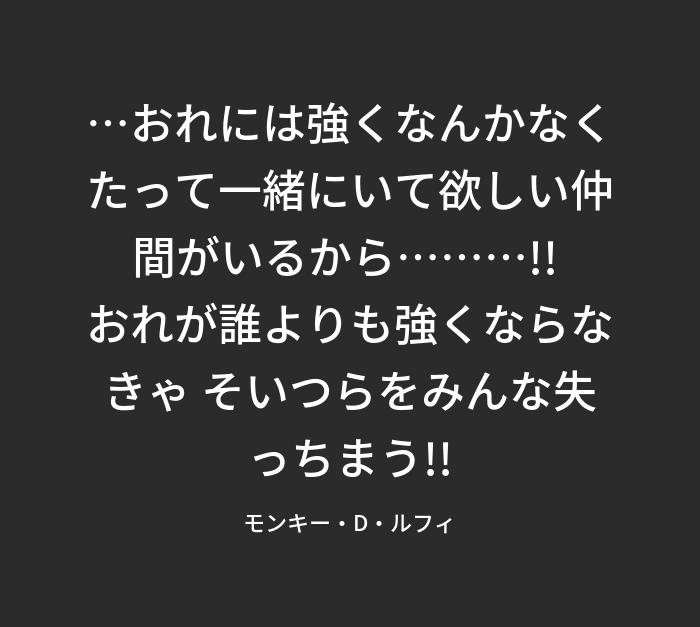 …おれには強くなんかなく
たって一緒にいて欲しい仲
間がいるから………!!
おれが誰よりも強くならな
きゃ そいつらをみんな失
っちまう!!
モンキー・D・ルフィ